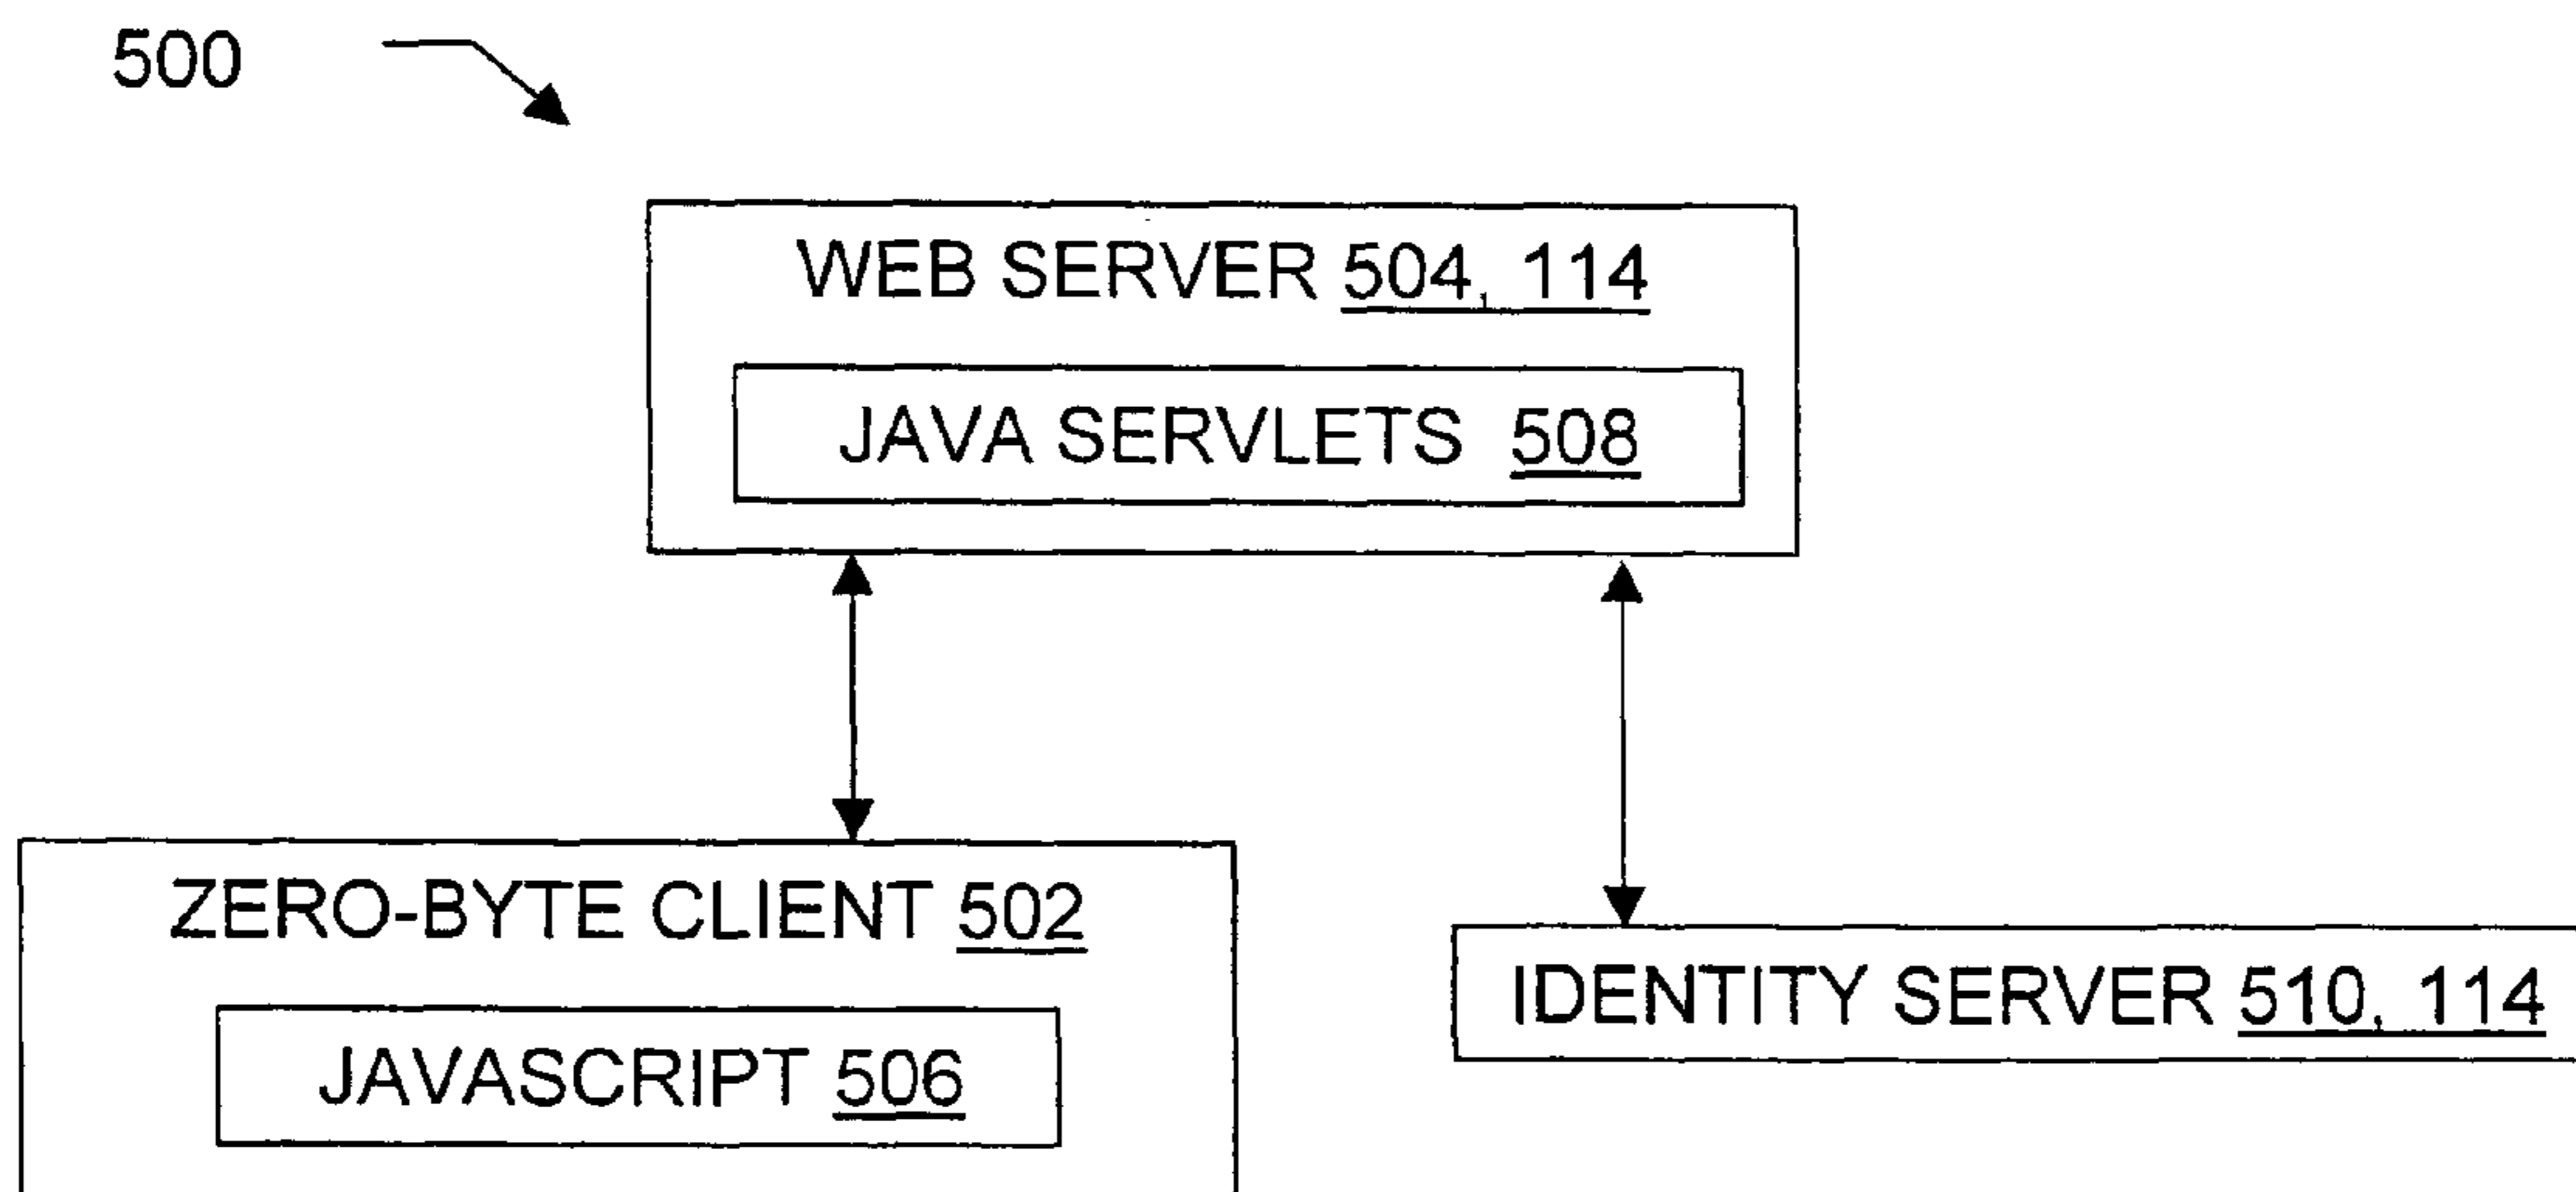 500
WEB SERVER 504, 114
JAVA SERVLETS 508
ZERO-BYTE CLIENT 502
JAVASCRIPT 506
IDENTITY SERVER 510, 114